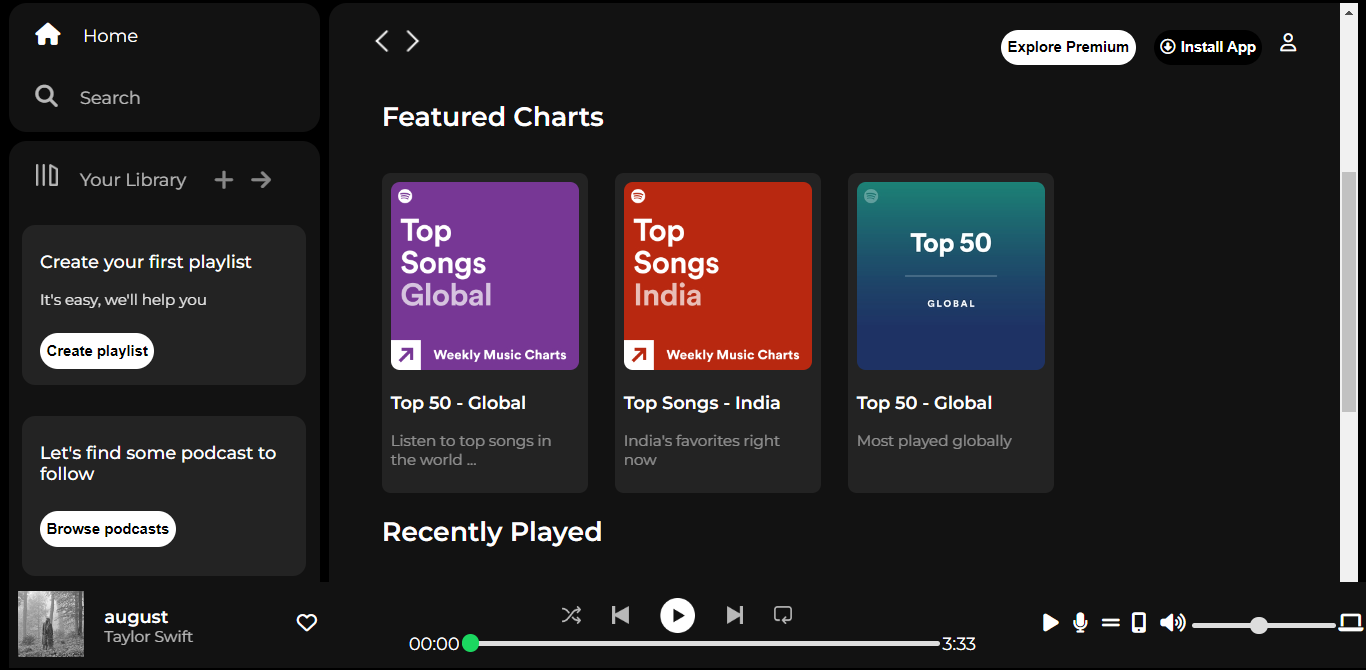 Home
Search
Your Library
Create your first playlist
It's easy, we'll help you
Create playlist
Let's find some podcast to
follow
Browse podcasts
Explore Premium
Install App
Featured Charts
Top
Songs
Global
Weekly Music Charts
Top 50 - Global
Listen to top songs in
the world ...
Top
Songs
India
Weekly Music Charts
Top Songs - India
India's favorites right
now
Top 50
GLOBAL
Top 50 - Global
Most played globally
Recently Played
august
Taylor Swift
00:00
3:33